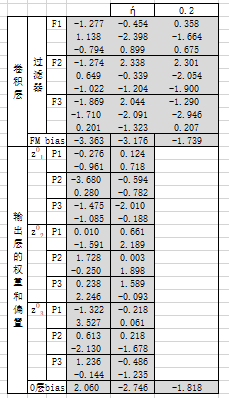 ή 0.2
卷积层
过滤器
F1 -1.277 -0.454 0.358
1.138 -2.398 -1.664
-0.794 0.899 0.675
F2 -1.274 2.338 2.301
0.649 -0.339 -2.054
-1.022 -1.204 -1.900
F3 -1.869 2.044 -1.290
-1.710 -2.091 -2.946
0.201 -1.323 0.207
FM bias -3.363 -3.176 -1.739
输出层的权重和偏置
P1 -0.276 0.124
-0.961 0.718
P2 -3.680 -0.594
0.280 -0.782
P3 -1.475 -2.010
-1.085 -0.188
P1 0.010 0.661
-1.591 2.189
P2 1.728 0.003
-0.250 1.898
P3 0.238 1.589
2.246 -0.093
P1 -1.322 -0.218
3.527 0.061
P2 0.613 0.218
-2.130 -1.678
P3 1.236 -0.486
-0.144 -1.235
O层bias 2.060 -2.746 -1.818